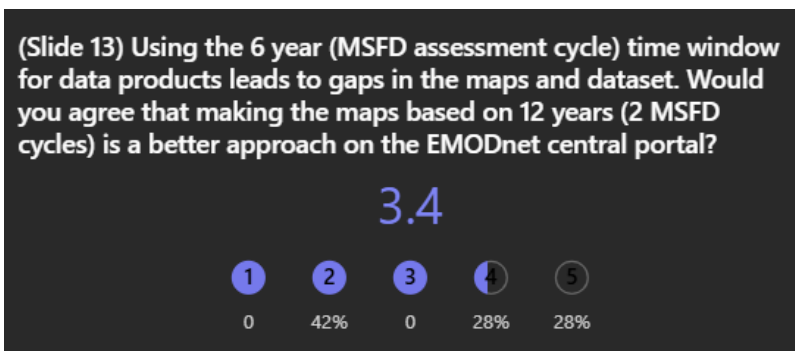 (Slide 13) Using the 6 year (MSFD assessment cycle) time window
for data products leads to gaps in the maps and dataset. Would
you agree that making the maps based on 12 years (2 MSFD
cycles) is a better approach on the EMODnet central portal?
3.4
1 2 3 4 5
0 42% 0 28% 28%